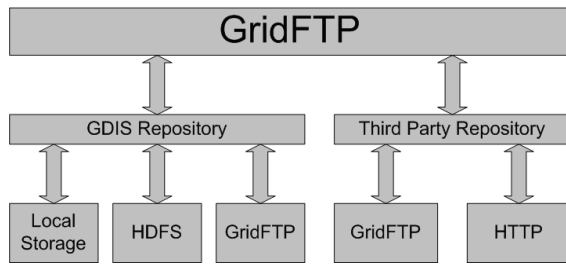 GridFTP
GDIS Repository
Third Party Repository
Local
Storage
HDFS
GridFTP
GridFTP
HTTP